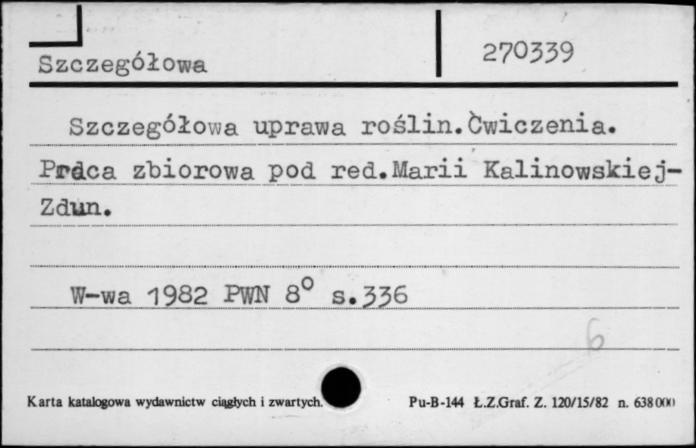 Szczegółowa
270339
Szczegółowa uprawa roślin.Ćwiczenia.
Praca zbiorowa pod red.Marii Kalinowskiej-
Zdun.
W-wa 1982 PWN 8° s.336
6
Karta katalogowa wydawnictw ciągłych i zwartych.
Pu-B-144 Ł.Z.Graf. Z. 120/15/82 n. 638000